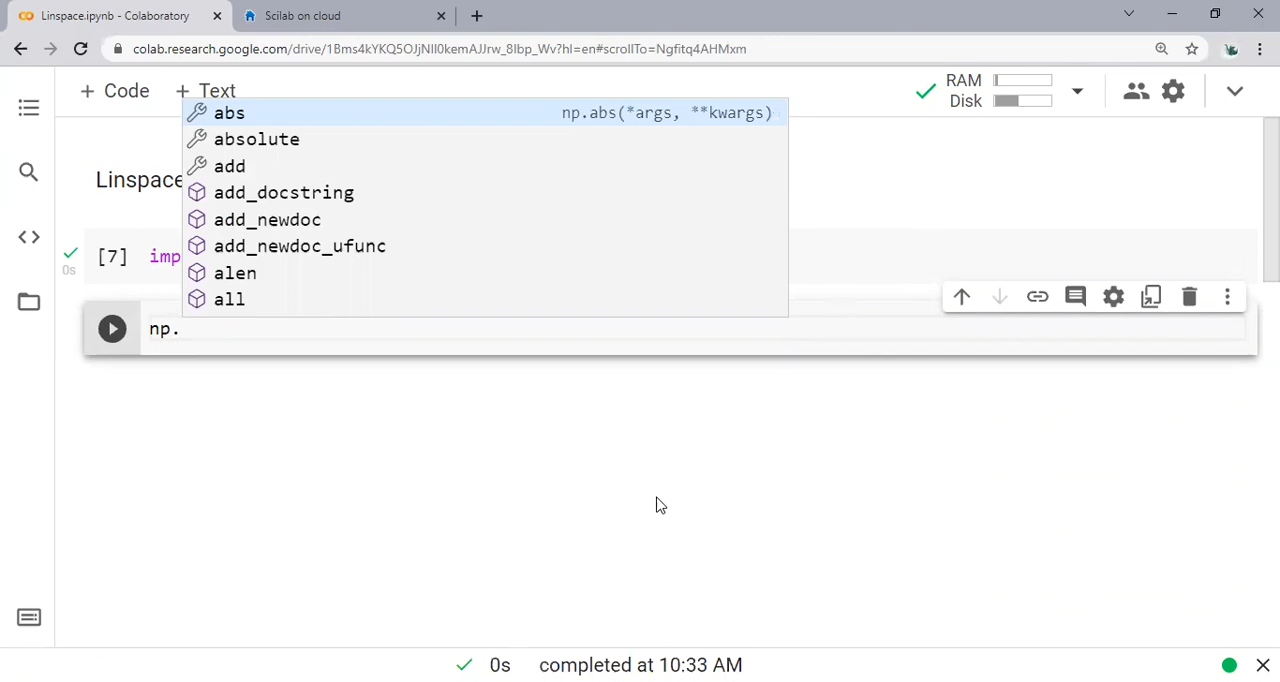 Linspace.ipynb - Colaboratory
Scilab on cloud
colab.research.google.com/drive/1Bms4kYKQ5OJjNIl0kemAJJrw_8lbp_Wv?hl=en#scrollTo=Ngfitq4AHMxm
+ Code + Text
RAM
Disk
abs np.abs(*args, **kwargs)
absolute
add
add_docstring
add_newdoc
add_newdoc_ufunc
alen
all
Linspace
[7] imp
0s
np.
0s completed at 10:33 AM